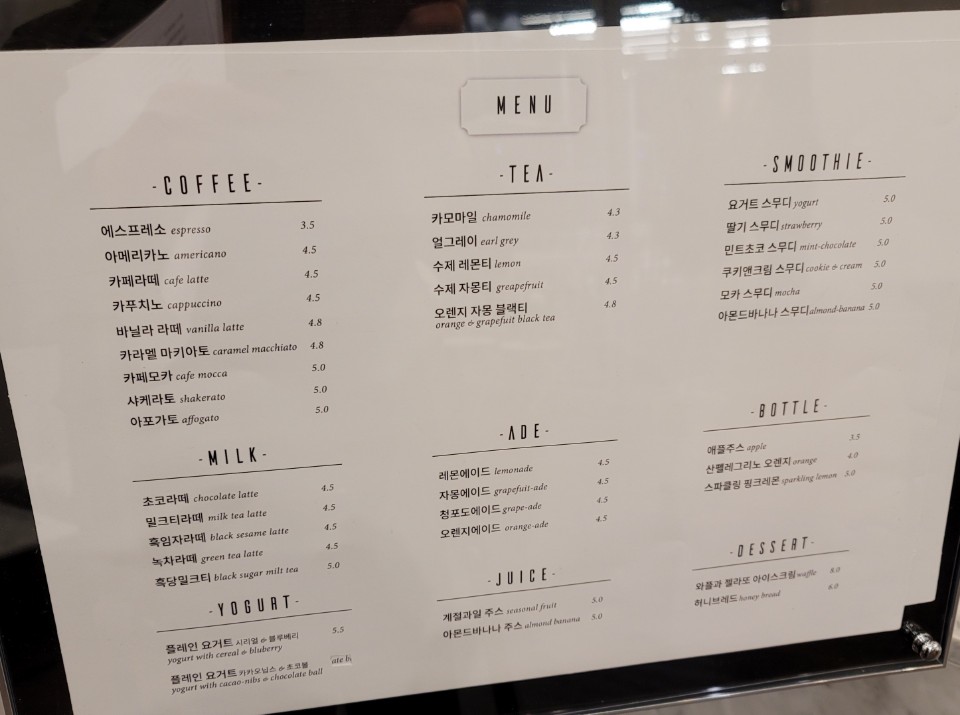 MENU
-COFFEE-
에스프레소 espresso 3.5
아메리카노 americano 4.5
카페라떼 cafe latte 4.5
카푸치노 cappuccino 4.5
바닐라 라떼 vanilla latte 4.8
카라멜 마키아토 caramel macchiato 4.8
카페모카 cafe mocca 5.0
샤케라토 shakerato 5.0
아포가토 affogato 5.0
-MILK-
초코라떼 chocolate latte 4.5
밀크티라떼 milk tea latte 4.5
흑임자라떼 black sesame latte 4.5
녹차라떼 green tea latte 4.5
흑당밀크티 black sugar milt tea 5.0
-YOGURT-
플레인 요거트 시리얼 & 블루베리 5.5
yogurt with cereal & bluberry
플레인 요거트 카카오닙스 & 초코볼
yogurt with cacao-nibs & chocolate ball
ate b
-TEA-
카모마일 chamomile 4.3
얼그레이 earl grey 4.3
수제 레몬티 lemon 4.5
수제 자몽티 greapefruit 4.5
오렌지 자몽 블랙티 4.8
orange & grapefuit black tea
-ADE-
레몬에이드 lemonade 4.5
자몽에이드 grapefuit-ade 4.5
청포도에이드 grape-ade 4.5
오렌지에이드 orange-ade 4.5
-JUICE-
계절과일 주스 seasonal fruit 5.0
아몬드바나나 주스 almond banana 5.0
-SMOOTHIE-
요거트 스무디 yogurt 5.0
딸기 스무디 strawberry 5.0
민트초코 스무디 mint-chocolate 5.0
쿠키앤크림 스무디 cookie & cream 5.0
모카 스무디 mocha 5.0
아몬드바나나 스무디 almond-banana 5.0
-BOTTLE-
애플주스 apple 3.5
산펠레그리노 오렌지 orange 4.0
스파클링 핑크레몬 sparkling lemon 5.0
-DESSERT-
와플과 젤라또 아이스크림 waffle 8.0
허니브레드 honey bread 6.0